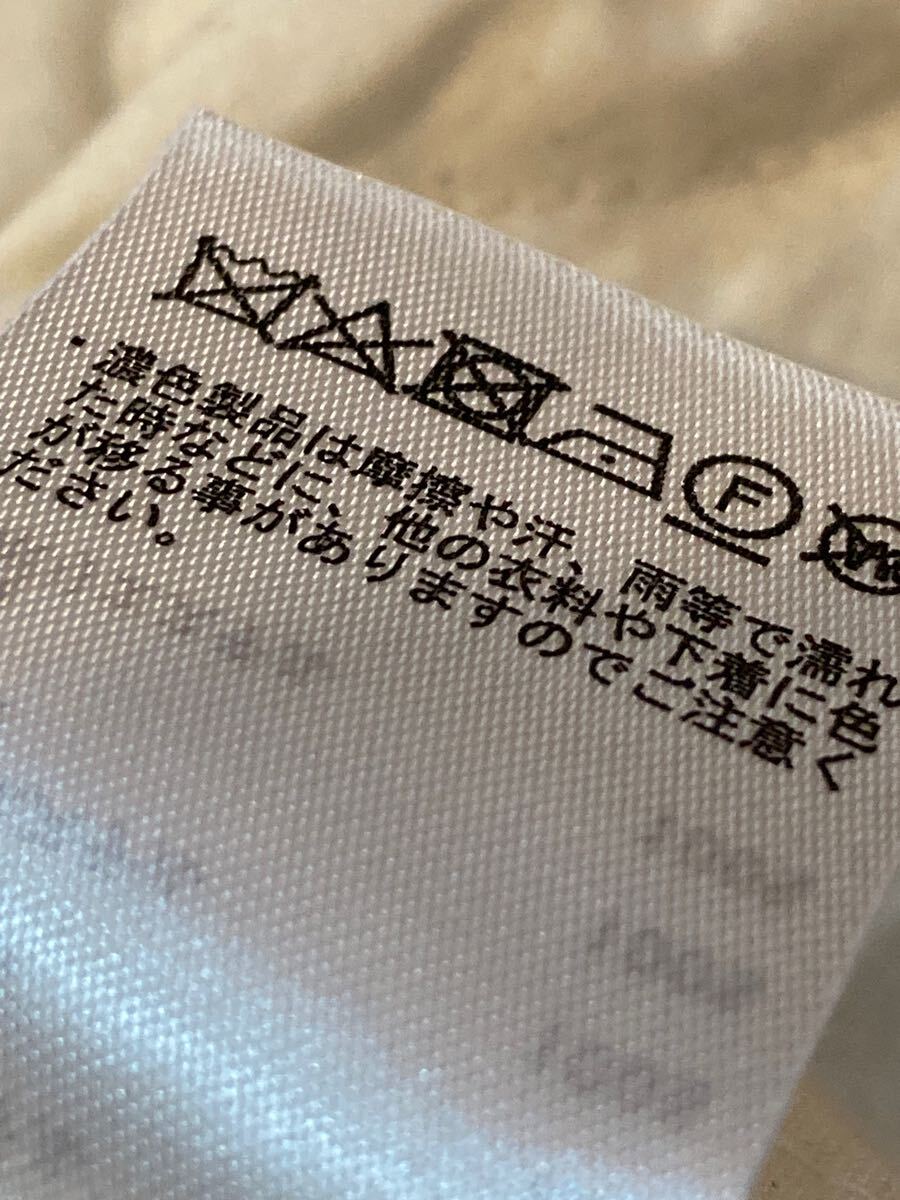 F
・濃色製品は摩擦や汗、雨等で濡れ
た時などに、他の衣料や下着に色
が移る事がありますのでご注意く
ださい。